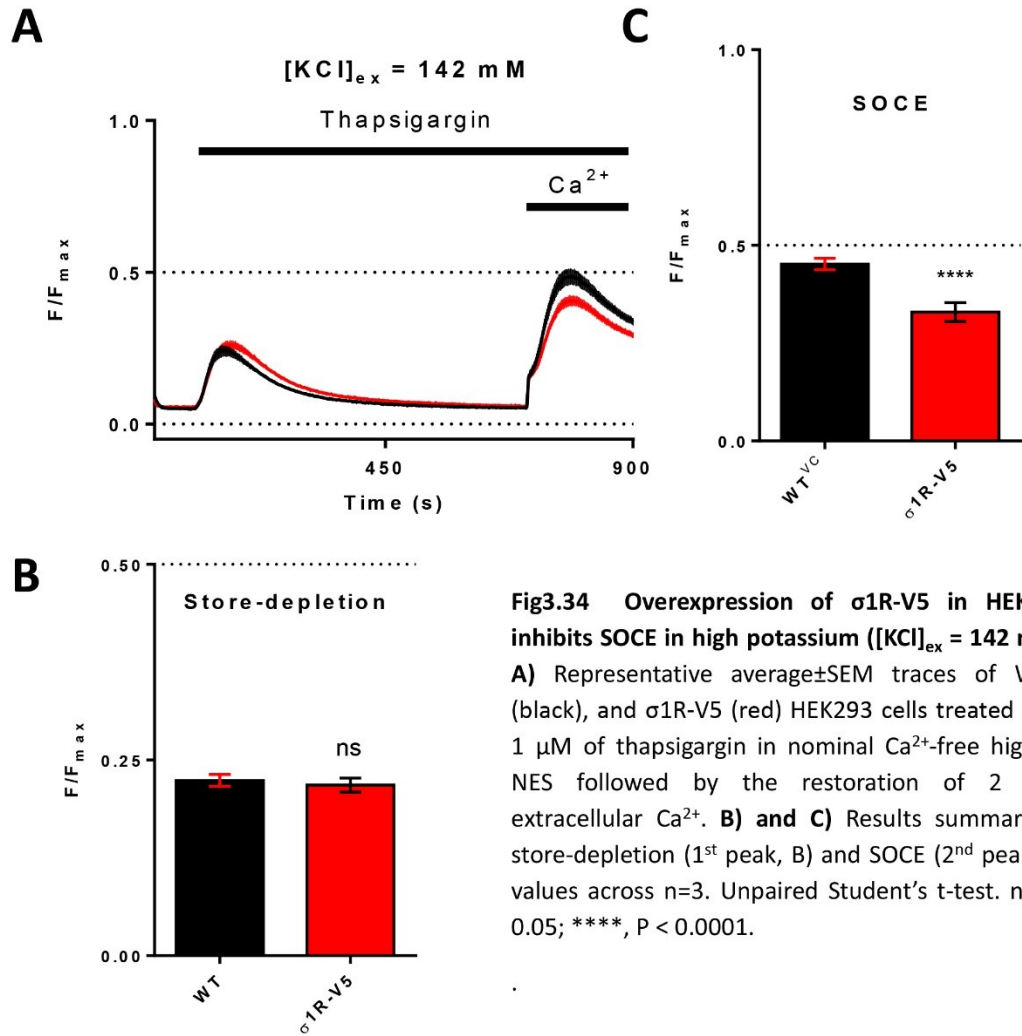 A
[KCl]ex = 142 mM
Thapsigargin
Ca2+
1.0
0.5
0.0
F/Fmax
450
900
Time (s)
C
SOCE
1.0
0.5
0.0
F/Fmax
****
WTVC
σ1R-V5
B
Store-depletion
0.50
0.25
0.00
F/Fmax
ns
WT
σ1R-V5
Fig3.34 Overexpression of σ1R-V5 in HEK
inhibits SOCE in high potassium ([KCl]ex = 142
A) Representative average±SEM traces of
(black), and σ1R-V5 (red) HEK293 cells treated
1 μM of thapsigargin in nominal Ca2+-free hig
NES followed by the restoration of 2
extracellular Ca2+. B) and C) Results summar
store-depletion (1st peak, B) and SOCE (2nd pea
values across n=3. Unpaired Student's t-test. n
0.05; ****, P < 0.0001.
.